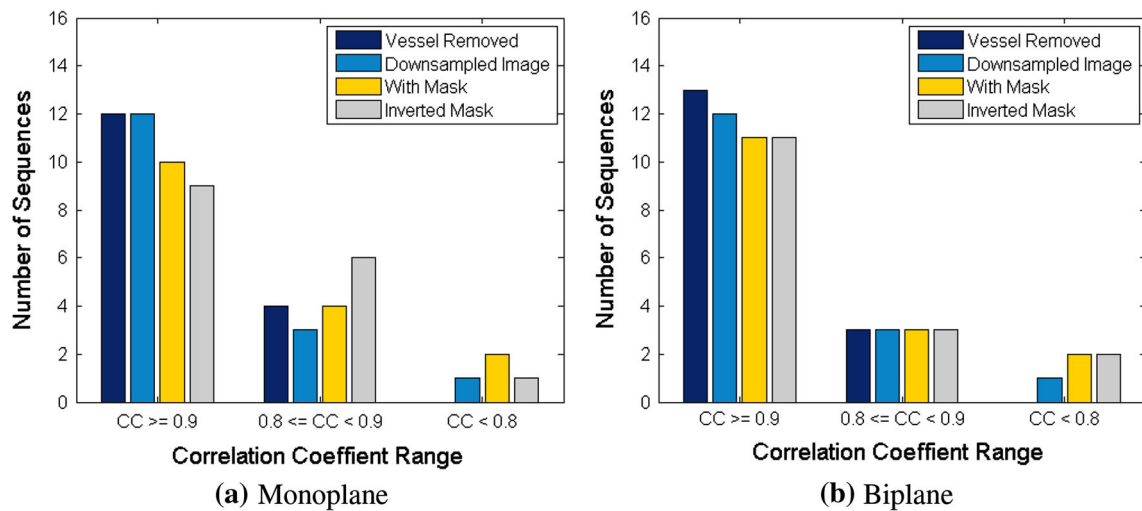 16
14
12
10
8
6
4
2
0
Number of Sequences
Vessel Removed
Downsampled Image
With Mask
Inverted Mask
CC >= 0.9
0.8 <= CC < 0.9
CC < 0.8
Correlation Coeffient Range
(a) Monoplane
16
14
12
10
8
6
4
2
0
Number of Sequences
Vessel Removed
Downsampled Image
With Mask
Inverted Mask
CC >= 0.9
0.8 <= CC < 0.9
CC < 0.8
Correlation Coeffient Range
(b) Biplane